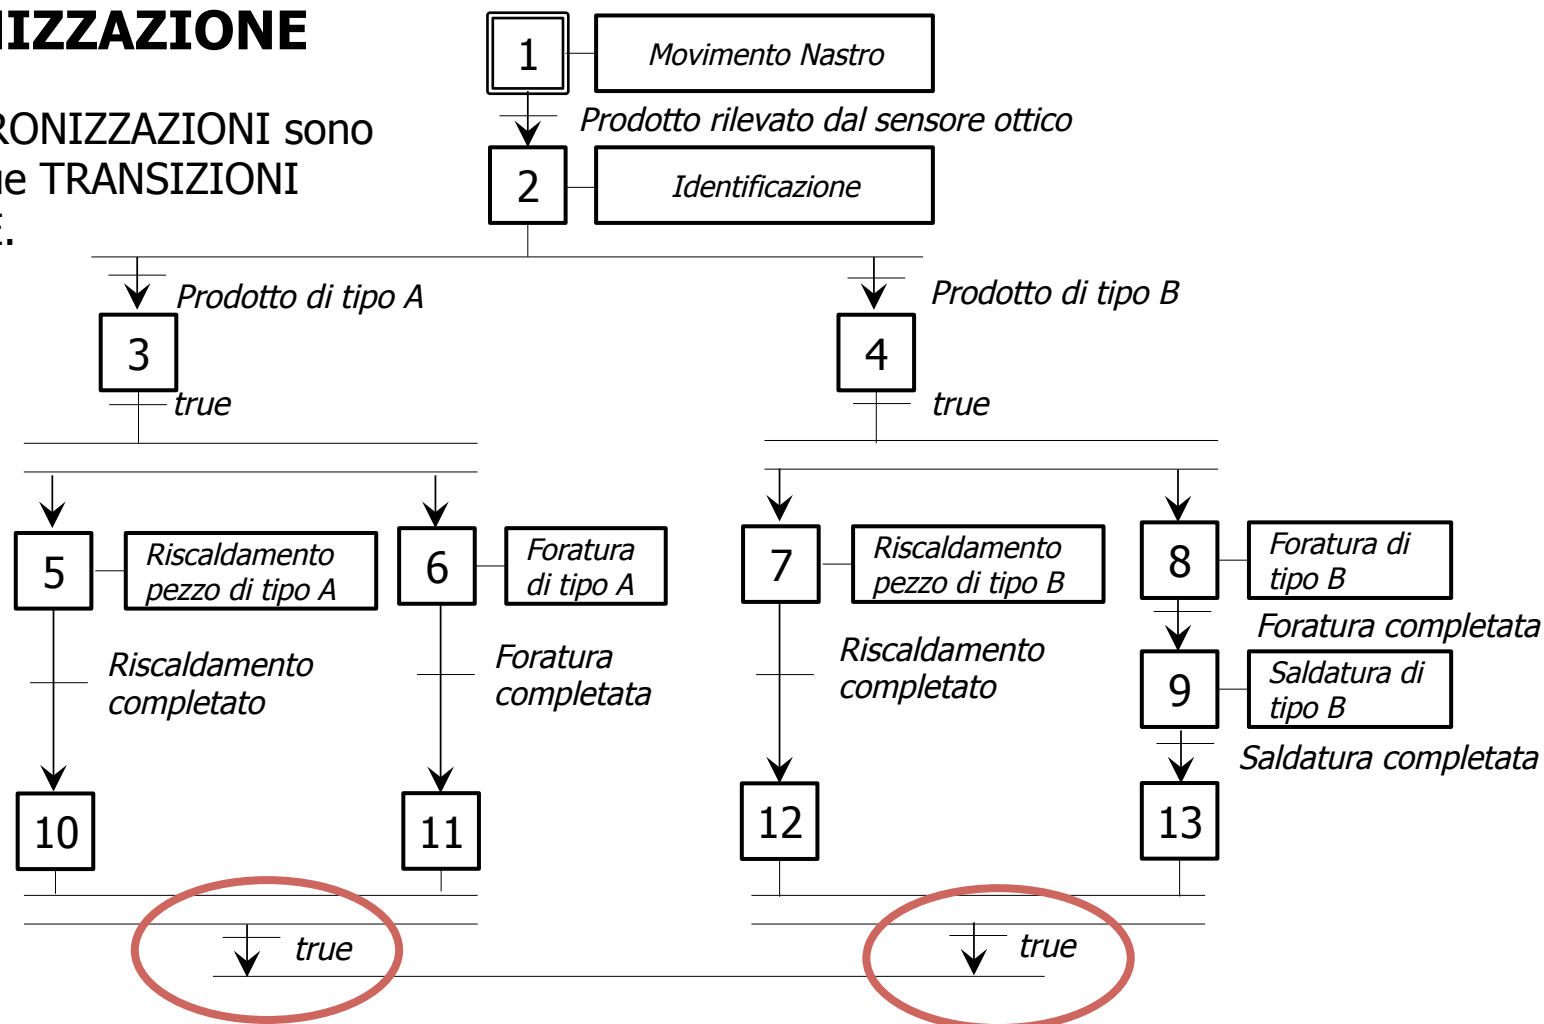 NIZZAZIONE
1
Movimento Nastro
RONIZZAZIONI sono
ue TRANSIZIONI
E.
Prodotto rilevato dal sensore ottico
2
Identificazione
Prodotto di tipo A
Prodotto di tipo B
3
4
true
true
5
Riscaldamento
pezzo di tipo A
6
Foratura
di tipo A
7
Riscaldamento
pezzo di tipo B
8
Foratura di
tipo B
Foratura completata
Riscaldamento
completato
Foratura
completata
Riscaldamento
completato
9
Saldatura di
tipo B
Saldatura completata
10
11
12
13
true
true